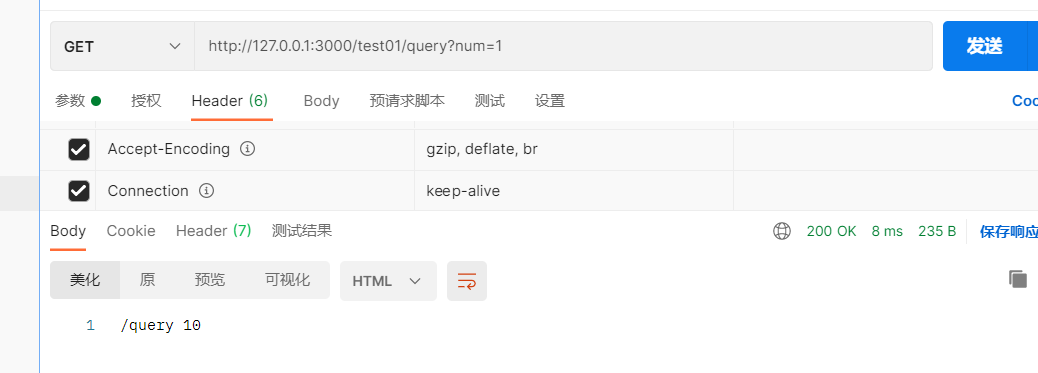 GET http://127.0.0.1:3000/test01/query?num=1 发送
参数 授权 Header (6) Body 预请求脚本 测试 设置
Accept-Encoding gzip, deflate, br
Connection keep-alive
Body Cookie Header (7) 测试结果 200 OK 8 ms 235 B 保存响应
美化 原 预览 可视化 HTML
1 /query 10